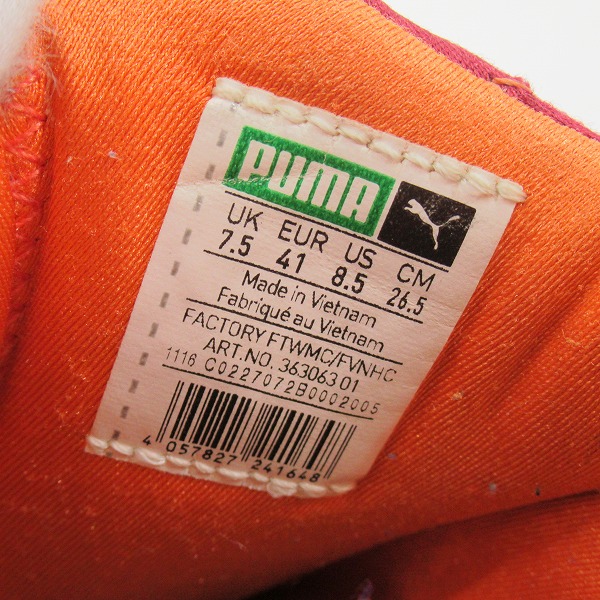 PUMA
UK EUR US CM
7.5 41 8.5 26.5
Made in Vietnam
Fabriqué au Vietnam
FACTORY FTWMC/FVNHC
ART.NO. 363063 01
1116 C0227072B0002005
4 057827 241648